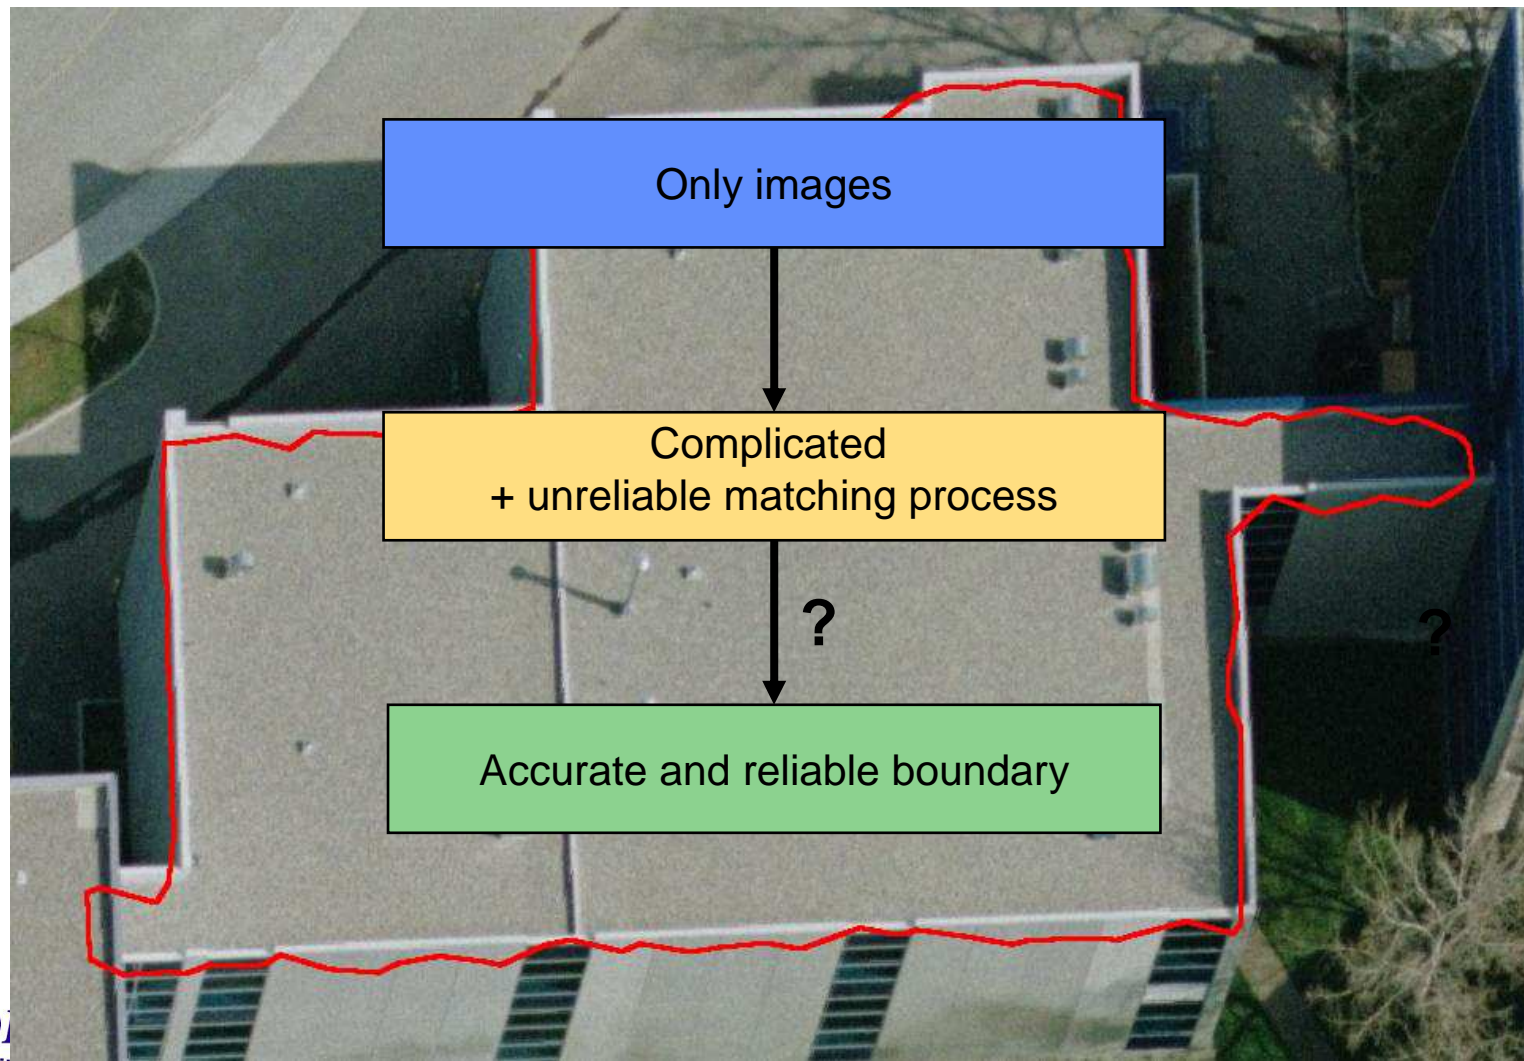 Only images
Complicated
+ unreliable matching process
?
?
Accurate and reliable boundary